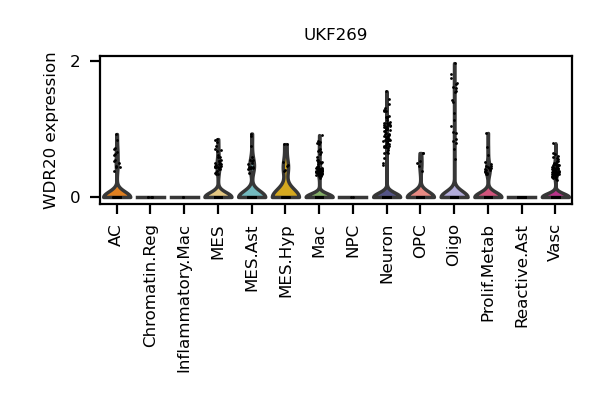 UKF269
WDR20 expression
2
0
AC
Chromatin.Reg
Inflammatory.Mac
MES
MES.Ast
MES.Hyp
Mac
NPC
Neuron
OPC
Oligo
Prolif.Metab
Reactive.Ast
Vasc